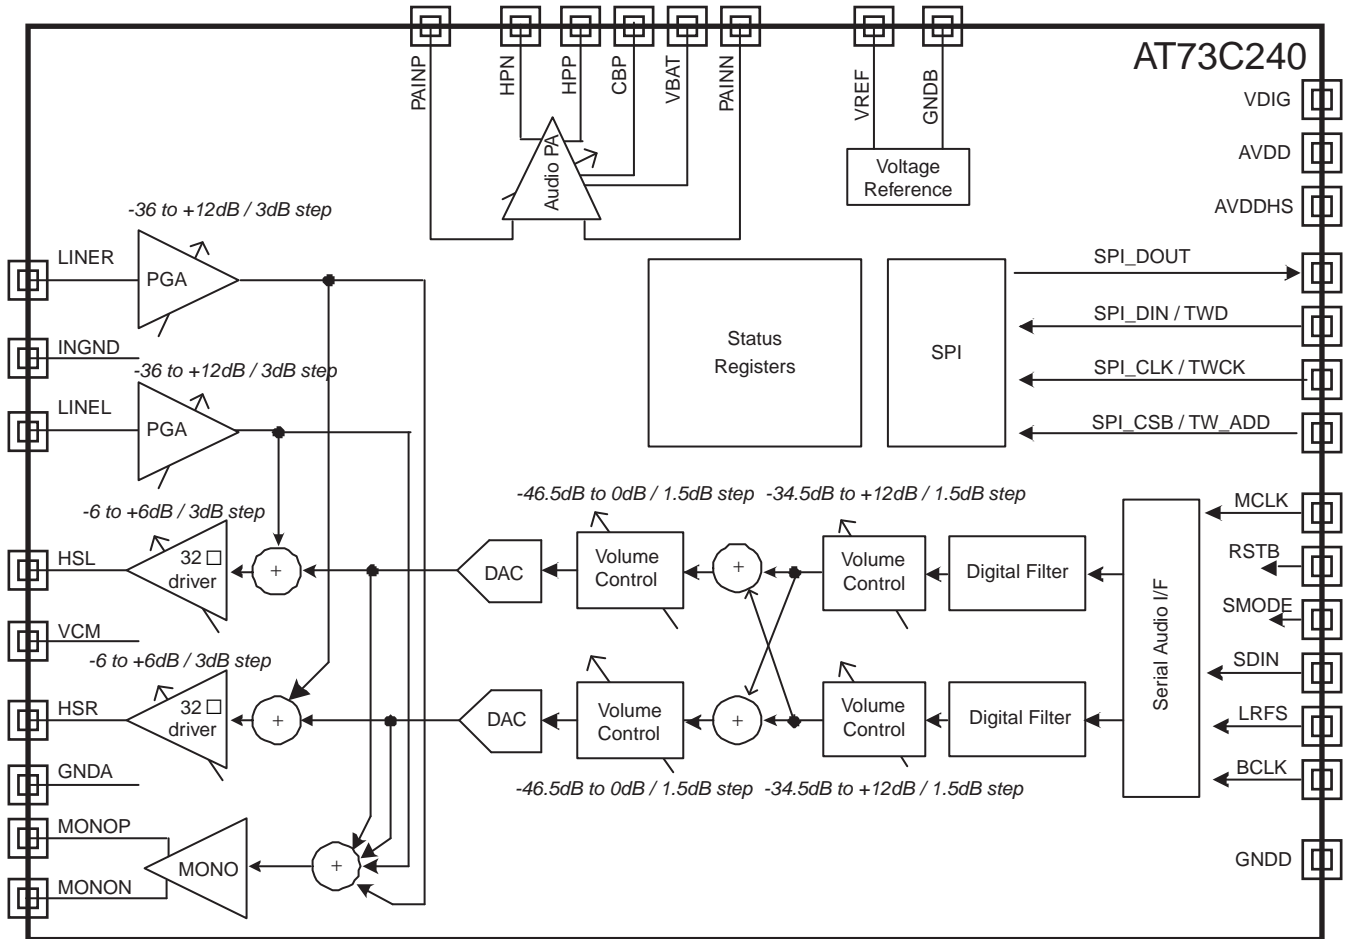 AT73C240
PAINP
HPN
HPP
CBP
VBAT
PAINN
VREF
GNDB
VDIG
AVDD
AVDDHS
Audio PA
Voltage
Reference
-36 to +12dB / 3dB step
LINER
PGA
INGND
-36 to +12dB / 3dB step
LINEL
PGA
Status
Registers
SPI
SPI_DOUT
SPI_DIN / TWD
SPI_CLK / TWCK
SPI_CSB / TW_ADD
-6 to +6dB / 3dB step
-46.5dB to 0dB / 1.5dB step
-34.5dB to +12dB / 1.5dB step
HSL
32 □
driver
+
DAC
Volume
Control
+
Volume
Control
Digital Filter
Serial Audio I/F
MCLK
RSTB
SMODE
SDIN
LRFS
BCLK
VCM
-6 to +6dB / 3dB step
HSR
32 □
driver
+
DAC
Volume
Control
+
Volume
Control
Digital Filter
-46.5dB to 0dB / 1.5dB step
-34.5dB to +12dB / 1.5dB step
GNDA
MONOP
MONO
+
MONON
GNDD